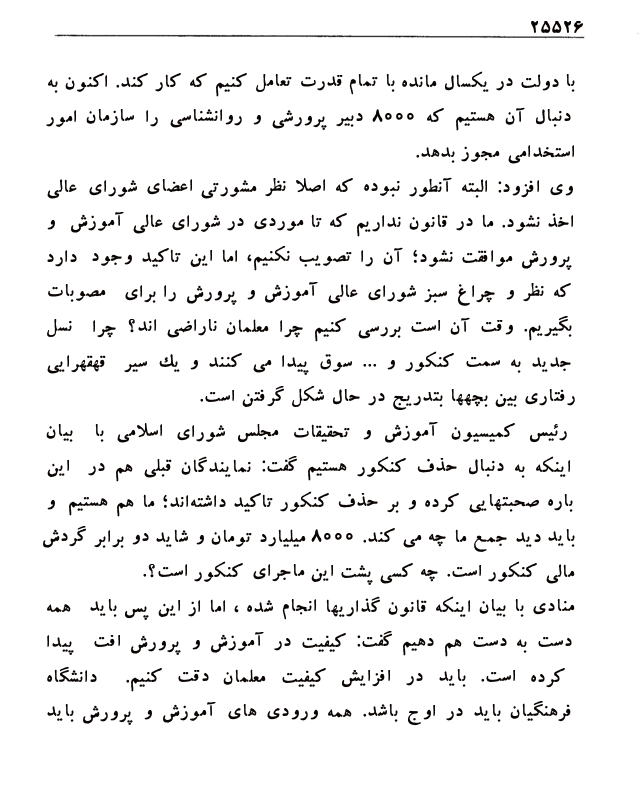 ۲۵۵۲۶
با دولت در یکسال مانده با تمام قدرت تعامل کنیم که کار کند. اکنون به
دنبال آن هستیم که ۸۰۰۰ دبیر پرورشی و روانشناسی را سازمان امور
استخدامی مجوز بدهد.
وی افزود: البته آنطور نبوده که اصلا نظر مشورتی اعضای شورای عالی
اخذ نشود. ما در قانون نداریم که تا موردی در شورای عالی آموزش و
پرورش موافقت نشود؛ آن را تصویب نکنیم، اما این تاکید وجود دارد
که نظر و چراغ سبز شورای عالی آموزش و پرورش را برای مصوبات
بگیریم. وقت آن است بررسی کنیم چرا معلمان ناراضی اند؟ چرا نسل
جدید به سمت کنکور و ... سوق پیدا می کنند و یك سیر قهقهرایی
رفتاری بین بچهها بتدریج در حال شکل گرفتن است.
رئیس کمیسیون آموزش و تحقیقات مجلس شورای اسلامی با بیان
اینکه به دنبال حذف کنکور هستیم گفت: نمایندگان قبلی هم در این
باره صحبتهایی کرده و بر حذف کنکور تاکید داشته‌اند؛ ما هم هستیم و
باید دید جمع ما چه می کند. ۸۰۰۰ میلیارد تومان و شاید دو برابر گردش
مالی کنکور است. چه کسی پشت این ماجرای کنکور است؟.
منادی با بیان اینکه قانون گذاریها انجام شده ، اما از این پس باید همه
دست به دست هم دهیم گفت: کیفیت در آموزش و پرورش افت پیدا
کرده است. باید در افزایش کیفیت معلمان دقت کنیم. دانشگاه
فرهنگیان باید در اوج باشد. همه ورودی های آموزش و پرورش باید